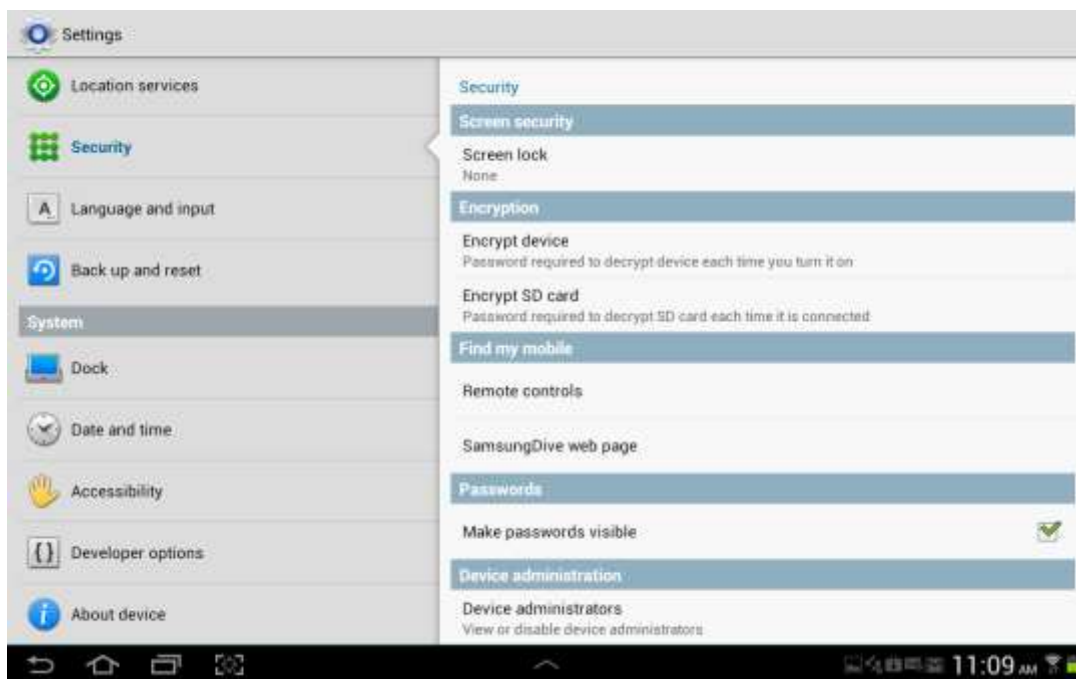 Settings
Location services
Security
Language and input
Back up and reset
System
Dock
Date and time
Accessibility
Developer options
About device
Security
Screen security
Screen lock
None
Encryption
Encrypt device
Password required to decrypt device each time you turn it on
Encrypt SD card
Password required to decrypt SD card each time it is connected
Find my mobile
Remote controls
SamsungDive web page
Passwords
Make passwords visible
Device administration
Device administrators
View or disable device administrators
11:09 AM